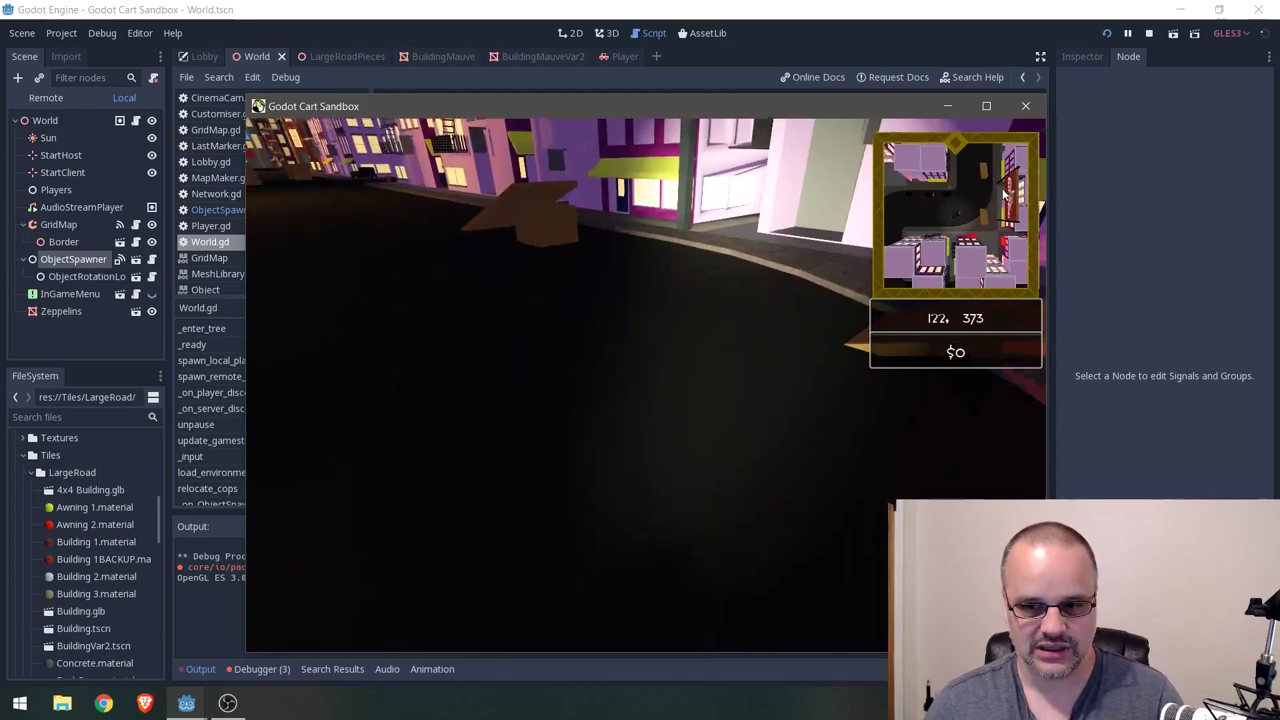 Godot Engine - Godot Cart Sandbox - World.tscn
Scene Project Debug Editor Help
2D 3D Script AssetLib
GLES3
Scene Import
Lobby World LargeRoadPieces BuildingMauve BuildingMauveVar2 Player
Inspector Node
Filter nodes
File Search Edit Debug
Online Docs Request Docs Search Help
Remote Local
World
Sun
StartHost
StartClient
Players
AudioStreamPlayer
GridMap
Border
ObjectSpawner
ObjectRotationLo
InGameMenu
Zeppelins
CinemaCam.
Customiser.g
GridMap.gd
LastMarker.g
Lobby.gd
MapMaker.g
Network.gd
ObjectSpawn
Player.gd
World.gd
GridMap
MeshLibrary
Object
World.gd
_enter_tree
_ready
spawn_local_pla
spawn_remote_
_on_player_disc
_on_server_disc
unpause
update_gamest
_input
load_environme
relocate_cops
_on_ObjectSpaw
Godot Cart Sandbox
122, 373
$0
Select a Node to edit Signals and Groups.
FileSystem
res://Tiles/LargeRoad/
Search files
Textures
Tiles
LargeRoad
4x4 Building.glb
Awning 1.material
Awning 2.material
Building 1.material
Building 1BACKUP.ma
Building 2.material
Building 3.material
Building.glb
Building.tscn
BuildingVar2.tscn
Concrete.material
Output:
** Debug Proc
core/io/pac
OpenGL ES 3.0
Output Debugger (3) Search Results Audio Animation